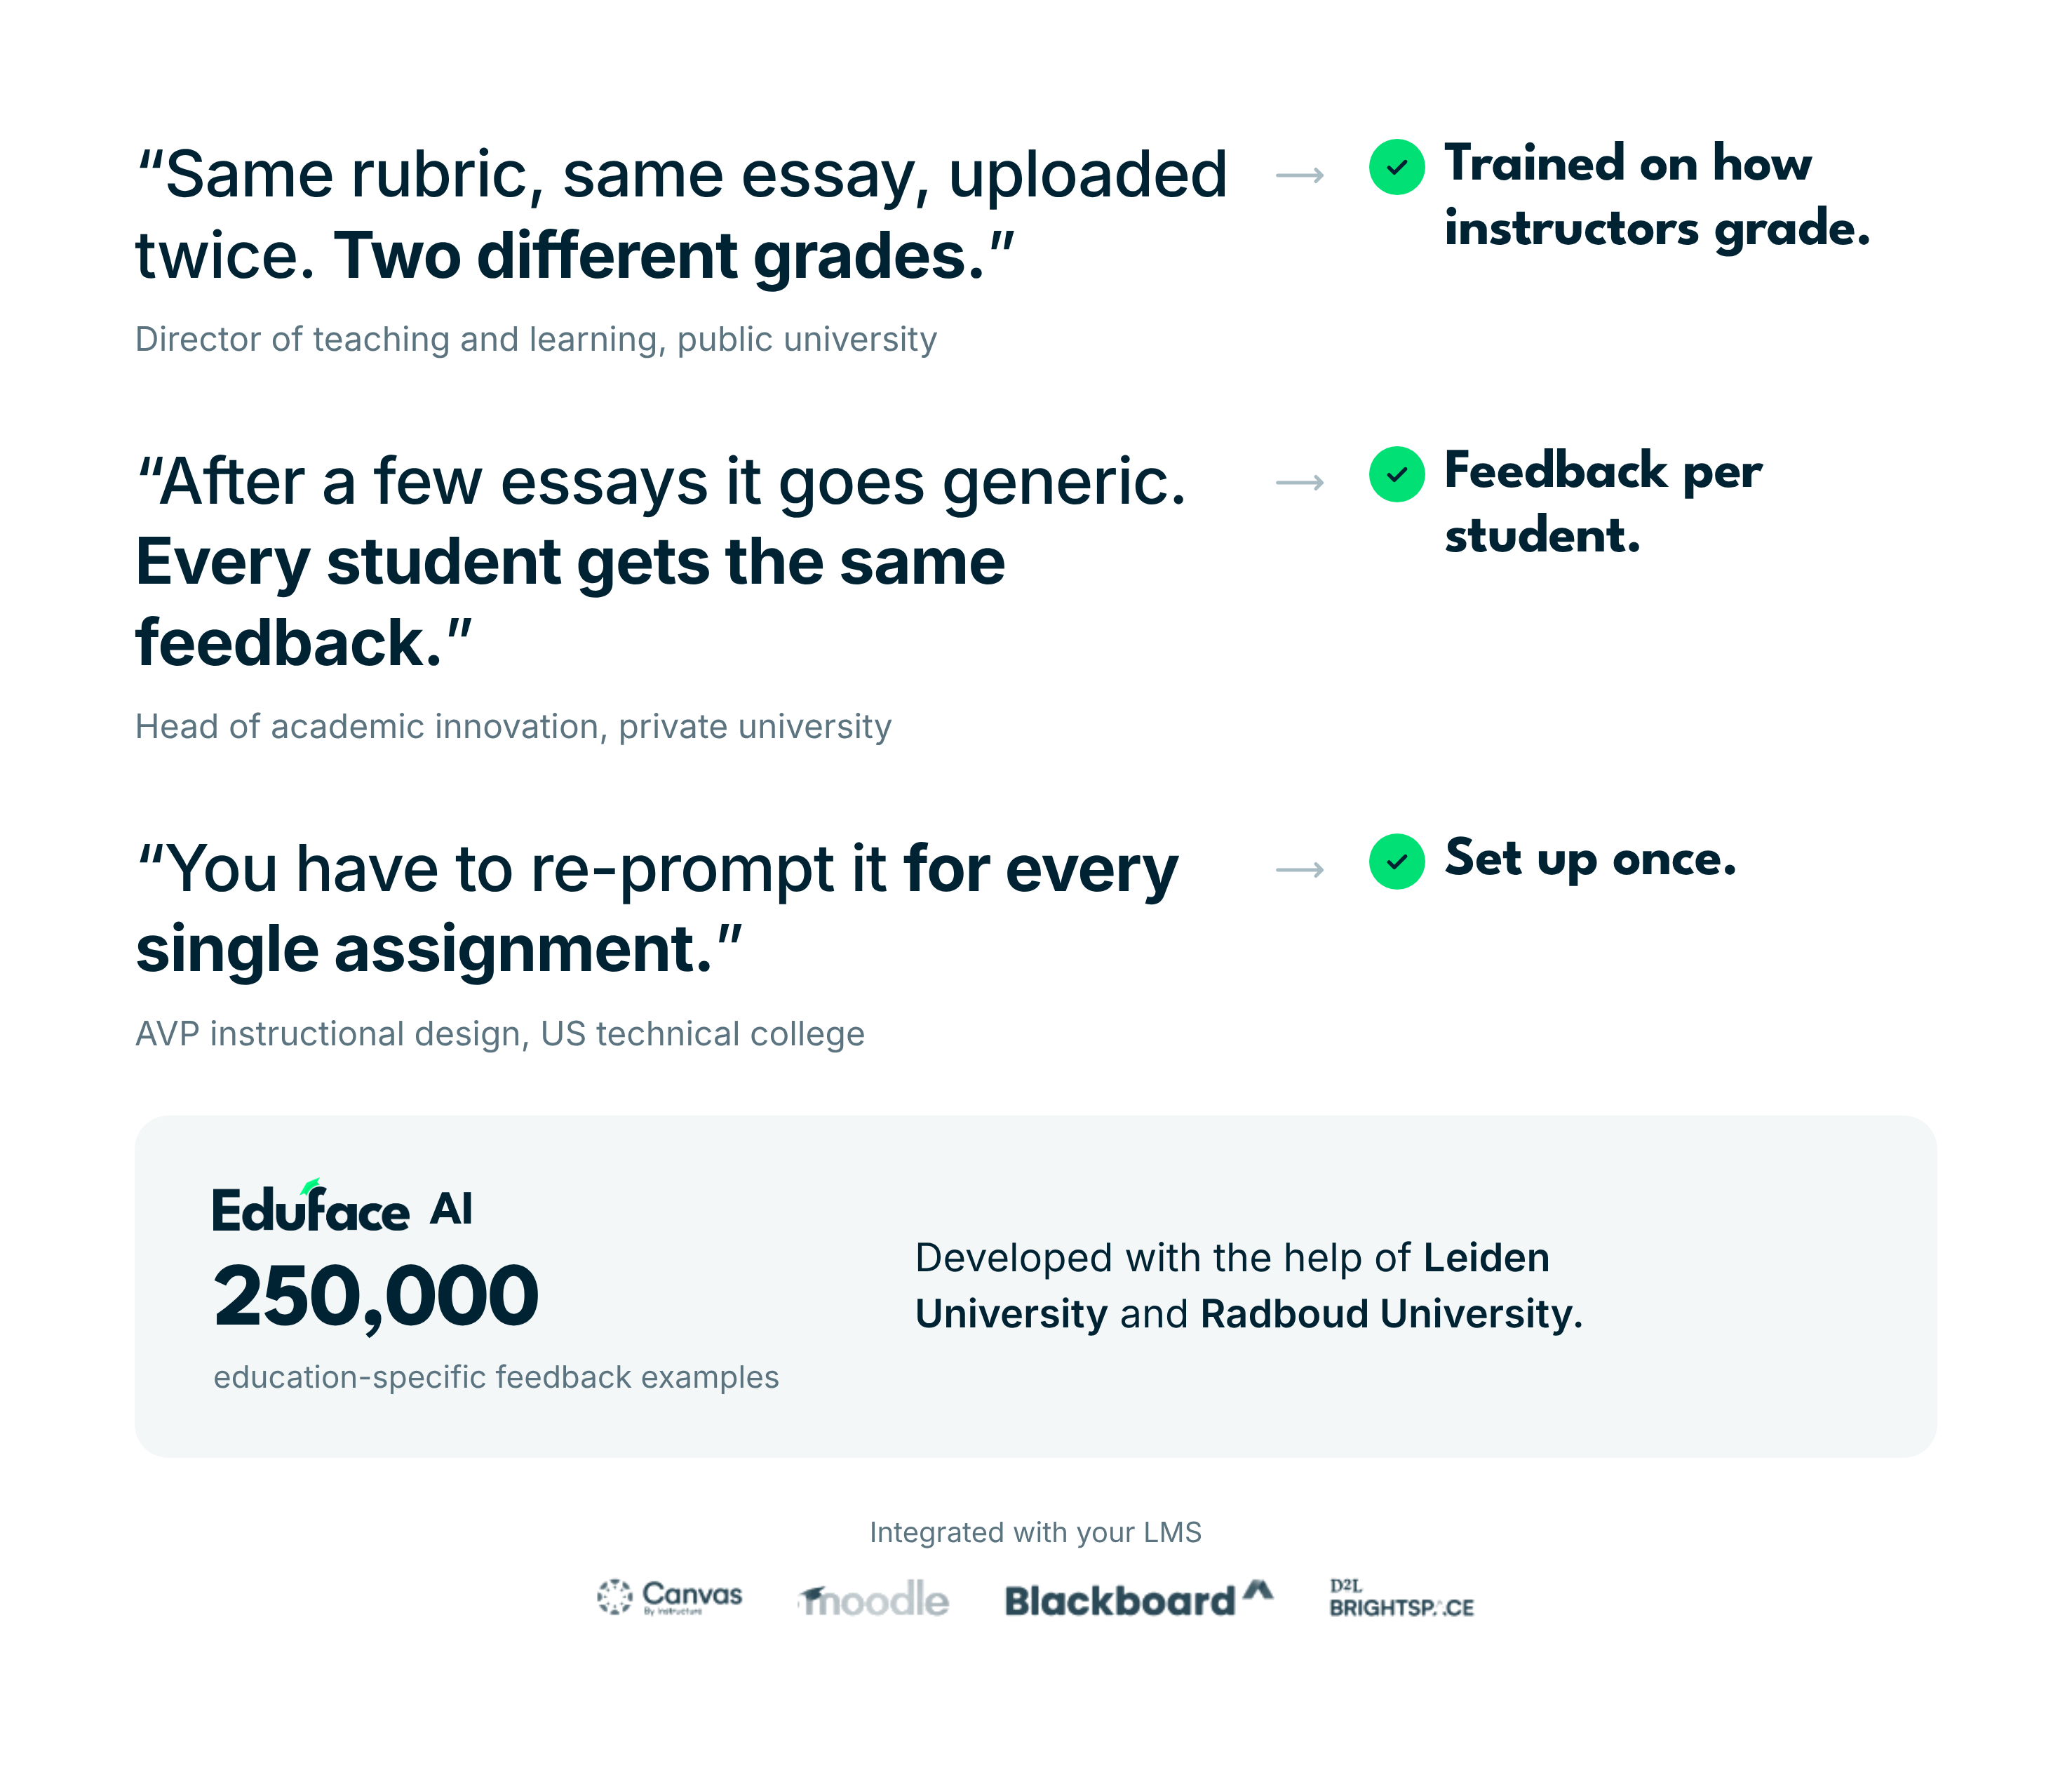 “Same rubric, same essay, uploaded
twice. Two different grades.”
Director of teaching and learning, public university
Trained on how
instructors grade.
“After a few essays it goes generic.
Every student gets the same
feedback.”
Head of academic innovation, private university
Feedback per
student.
“You have to re-prompt it for every
single assignment.”
AVP instructional design, US technical college
Set up once.
Eduface AI
250,000
education-specific feedback examples
Developed with the help of Leiden
University and Radboud University.
Integrated with your LMS
Canvas
By Instructure
moodle
Blackboard
D2L
BRIGHTSPACE